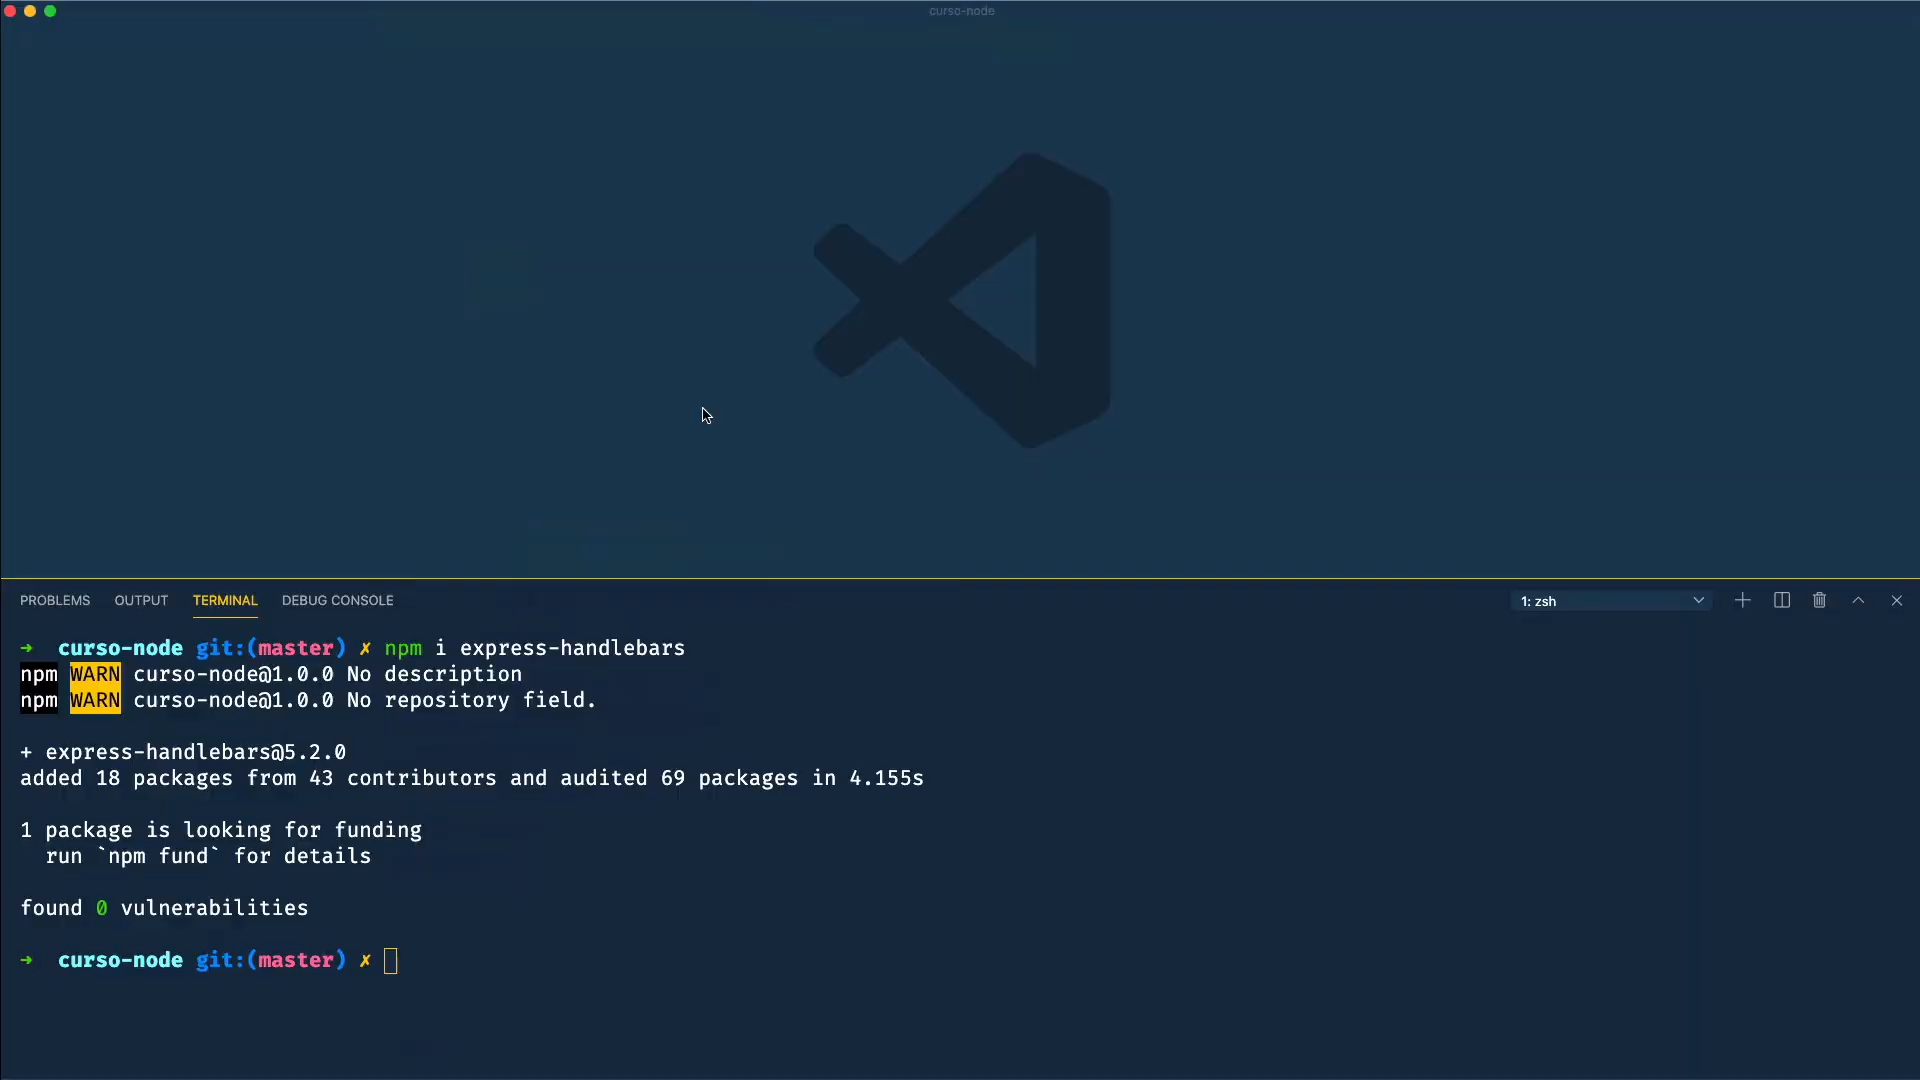 curso-node
PROBLEMS OUTPUT TERMINAL DEBUG CONSOLE 1: zsh
➜ curso-node git:(master) ✗ npm i express-handlebars
npm WARN curso-node@1.0.0 No description
npm WARN curso-node@1.0.0 No repository field.
+ express-handlebars@5.2.0
added 18 packages from 43 contributors and audited 69 packages in 4.155s
1 package is looking for funding
run `npm fund` for details
found 0 vulnerabilities
➜ curso-node git:(master) ✗